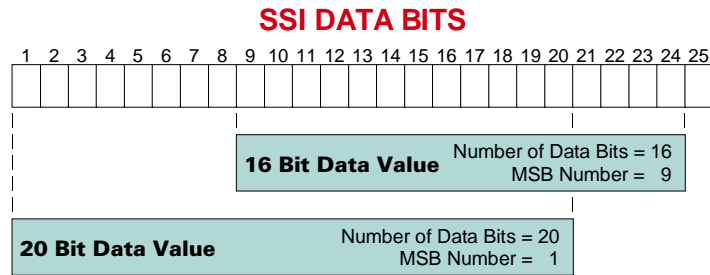 SSI DATA BITS
1 2 3 4 5 6 7 8 9 10 11 12 13 14 15 16 17 18 19 20 21 22 23 24 25
16 Bit Data Value Number of Data Bits = 16
MSB Number = 9
20 Bit Data Value Number of Data Bits = 20
MSB Number = 1